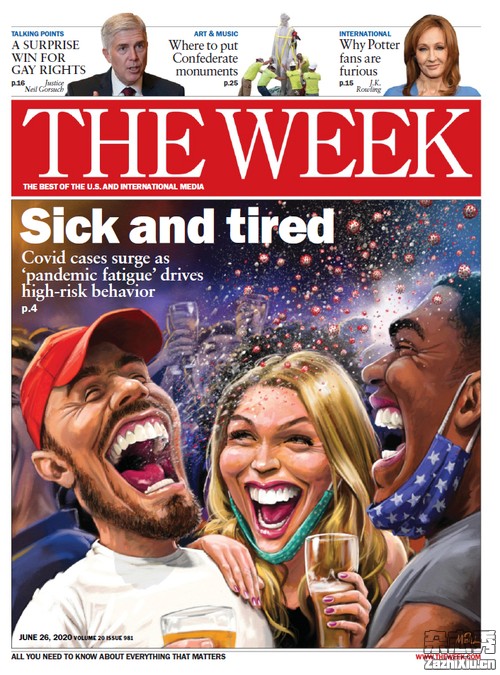 TALKING POINTS
A SURPRISE
WIN FOR
GAY RIGHTS
p.16
Justice
Neil Gorsuch
ART & MUSIC
Where to put
Confederate
monuments
p.25
INTERNATIONAL
Why Potter
fans are
furious
p.15
J.K.
Rowling
THE WEEK
THE BEST OF THE U.S. AND INTERNATIONAL MEDIA
Sick and tired
Covid cases surge as
‘pandemic fatigue’ drives
high-risk behavior
p.4
JUNE 26, 2020 VOLUME 20 ISSUE 981
ALL YOU NEED TO KNOW ABOUT EVERYTHING THAT MATTERS
WWW.THEWEEK.COM
ZaZhiXiu.cn